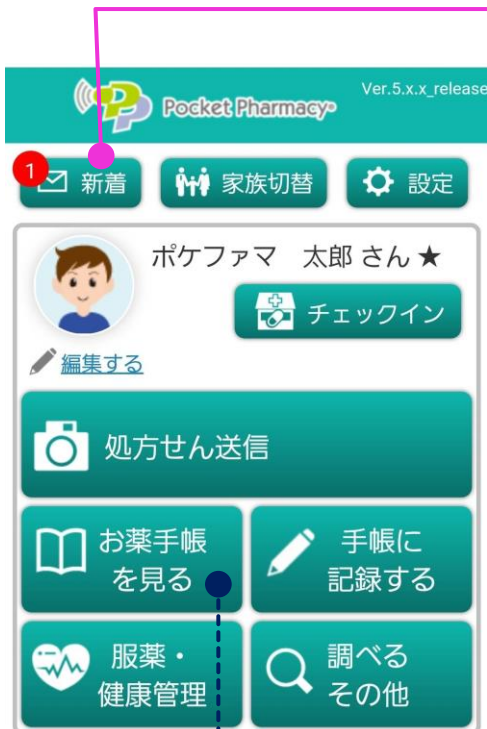 Pocket Pharmacy®
Ver.5.x.x_release
1
新着
家族切替
設定
ポケファマ 太郎 さん ★
チェックイン
編集する
処方せん送信
お薬手帳
を見る
手帳に
記録する
服薬・
健康管理
調べる
その他